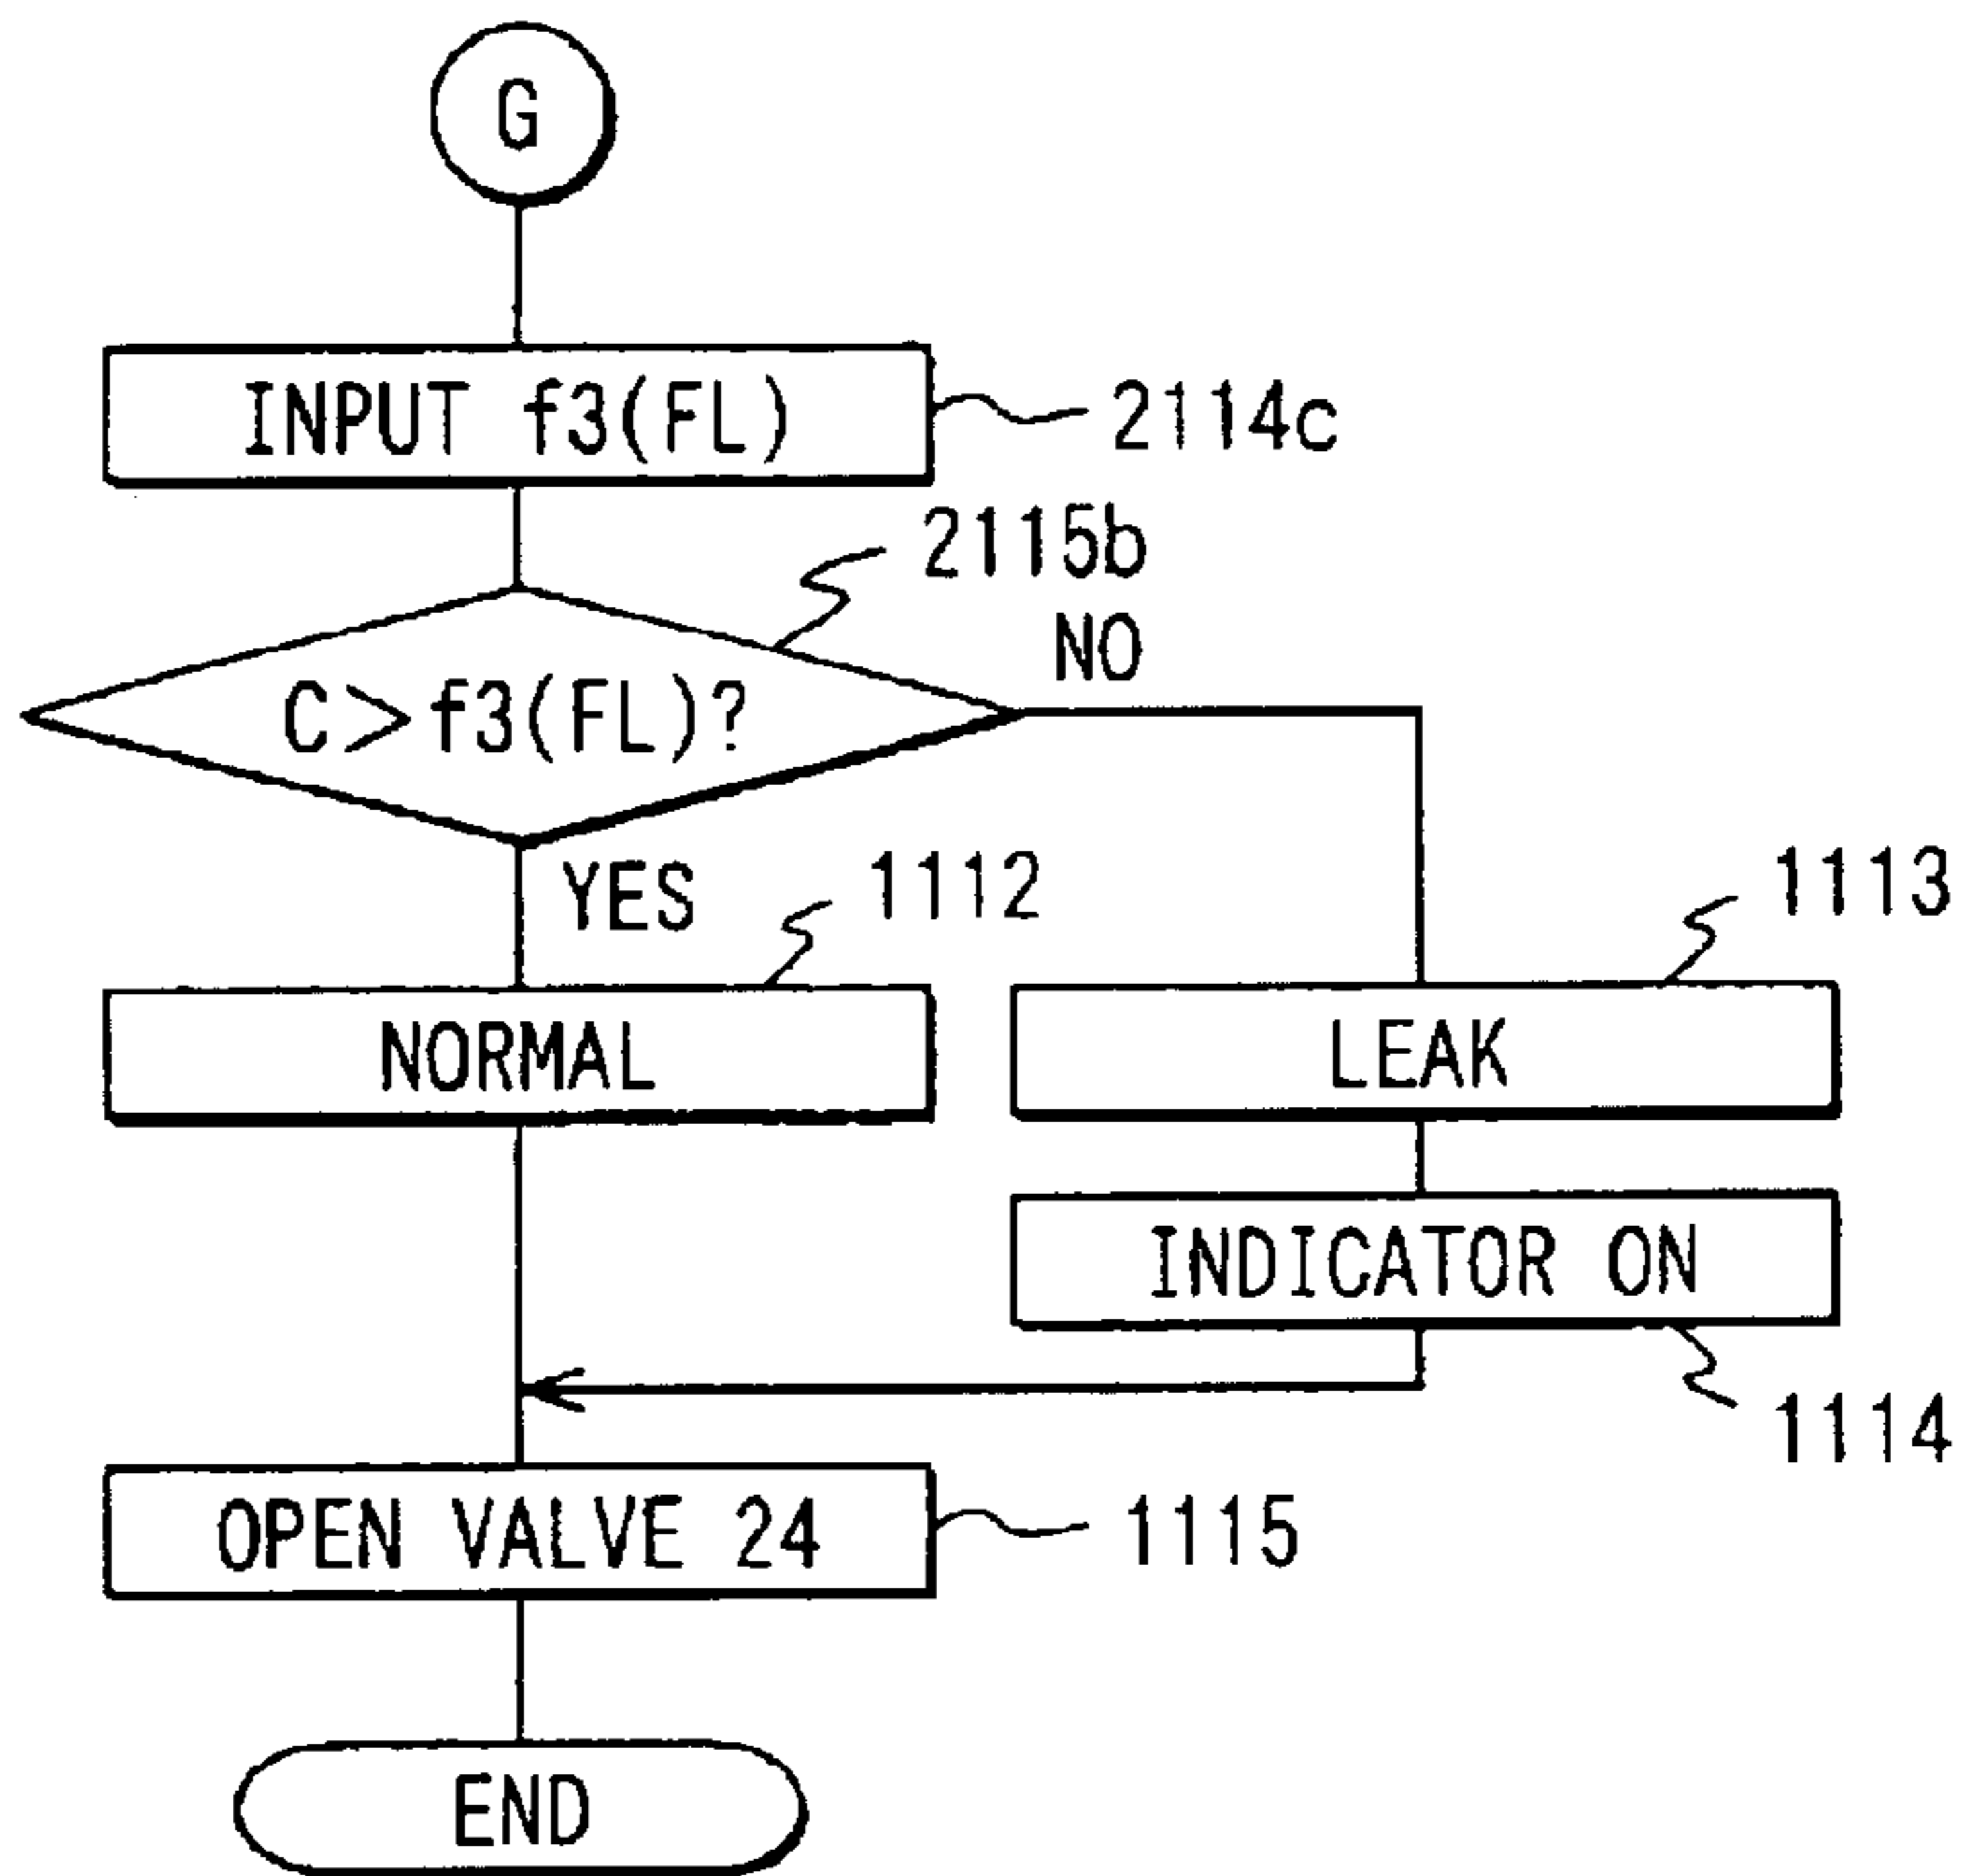 G
INPUT f3(FL)
2114c
2115b
NO
C>f3(FL)?
YES
1112
1113
NORMAL
LEAK
INDICATOR ON
1114
OPEN VALVE 24
1115
END